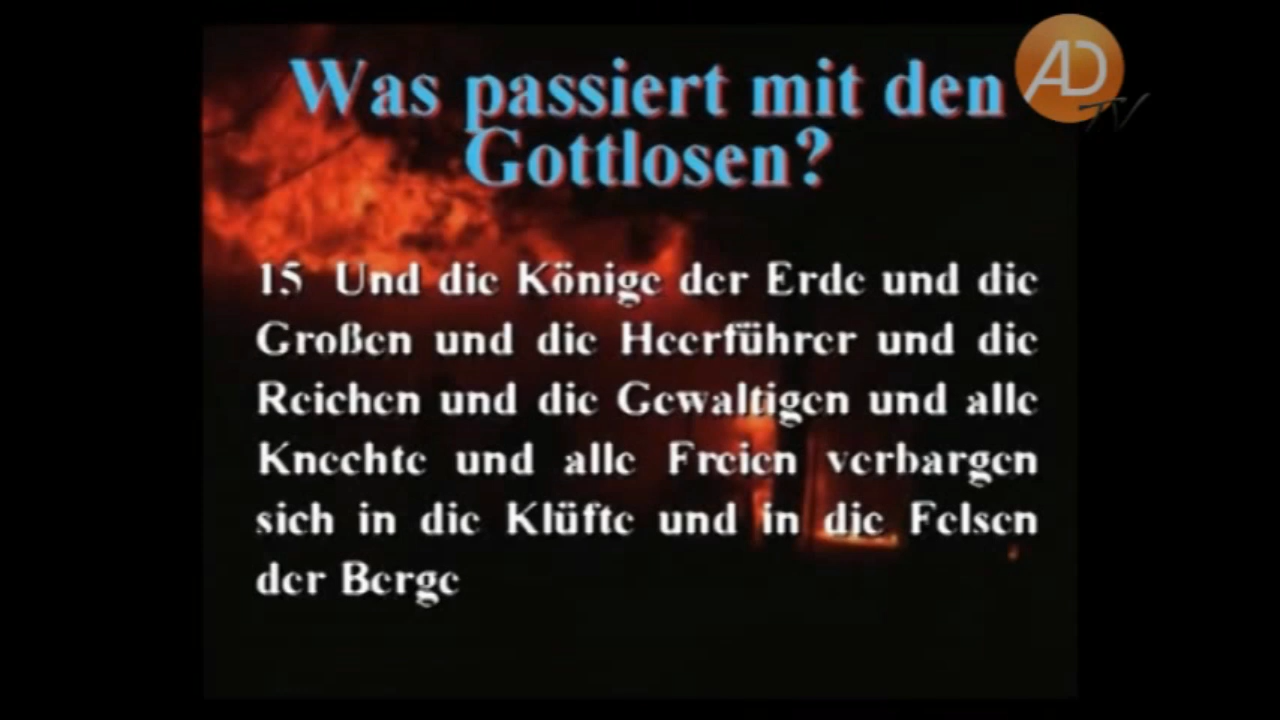 Was passiert mit den
Gottlosen?
15 Und die Könige der Erde und die
Großen und die Heerführer und die
Reichen und die Gewaltigen und alle
Knechte und alle Freien verbargen
sich in die Klüfte und in die Felsen
der Berge
AD
TV